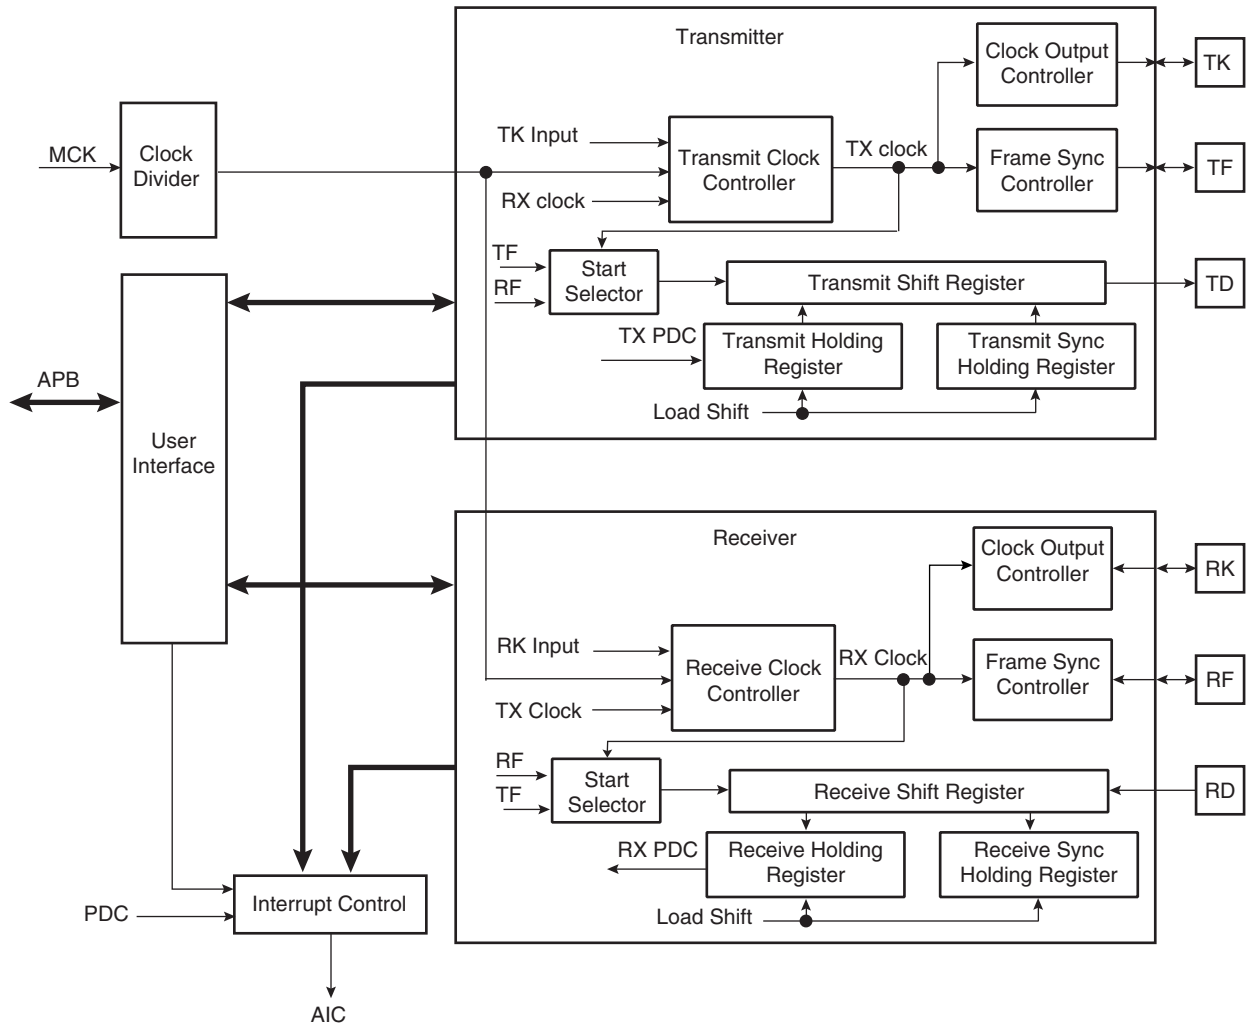 Transmitter
Clock Output
Controller
TK
MCK
Clock
Divider
TK Input
Transmit Clock
Controller
RX clock
TX clock
Frame Sync
Controller
TF
TF
RF
Start
Selector
Transmit Shift Register
TD
TX PDC
Transmit Holding
Register
Transmit Sync
Holding Register
Load Shift
APB
User
Interface
Receiver
Clock Output
Controller
RK
RK Input
Receive Clock
Controller
TX Clock
RX Clock
Frame Sync
Controller
RF
RF
TF
Start
Selector
Receive Shift Register
RD
RX PDC
Receive Holding
Register
Receive Sync
Holding Register
Load Shift
PDC
Interrupt Control
AIC